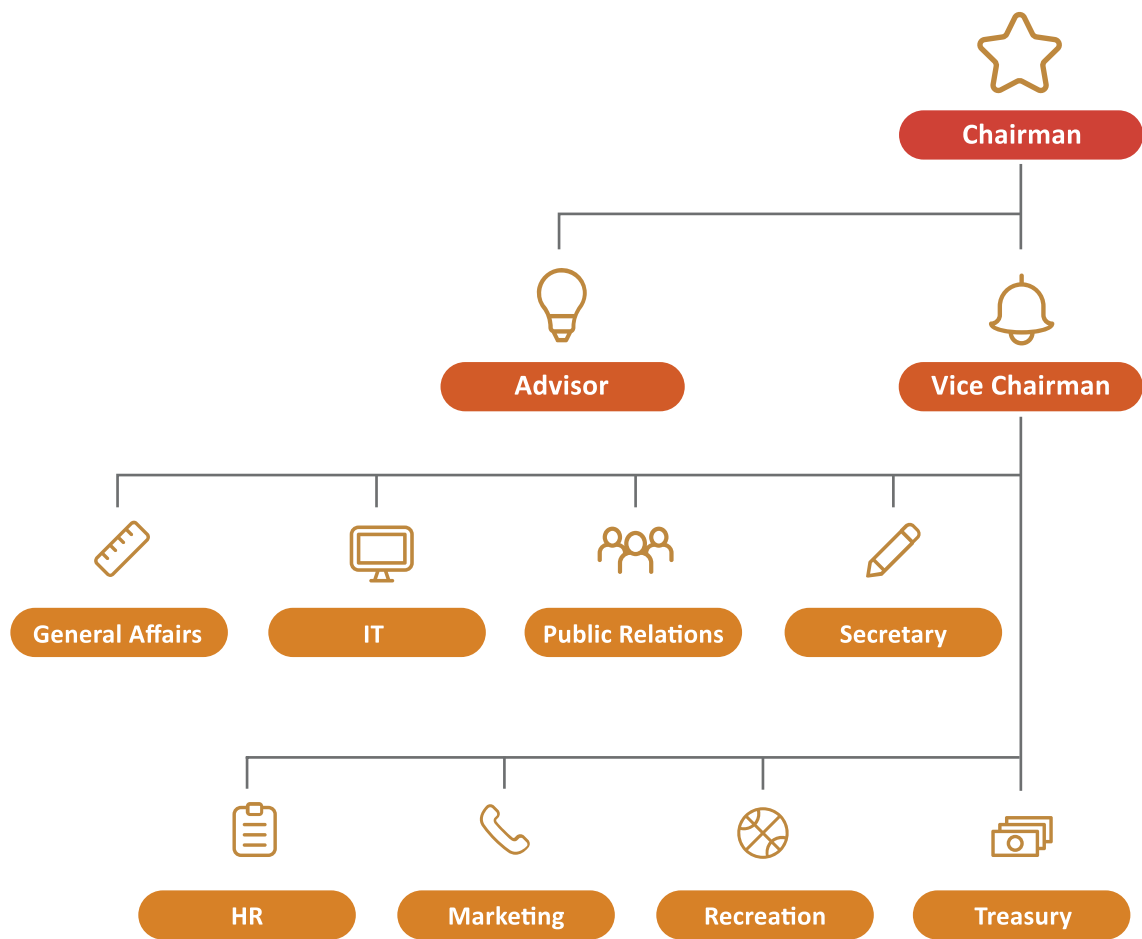 Chairman
Advisor
Vice Chairman
General Affairs
IT
Public Relations
Secretary
HR
Marketing
Recreation
Treasury